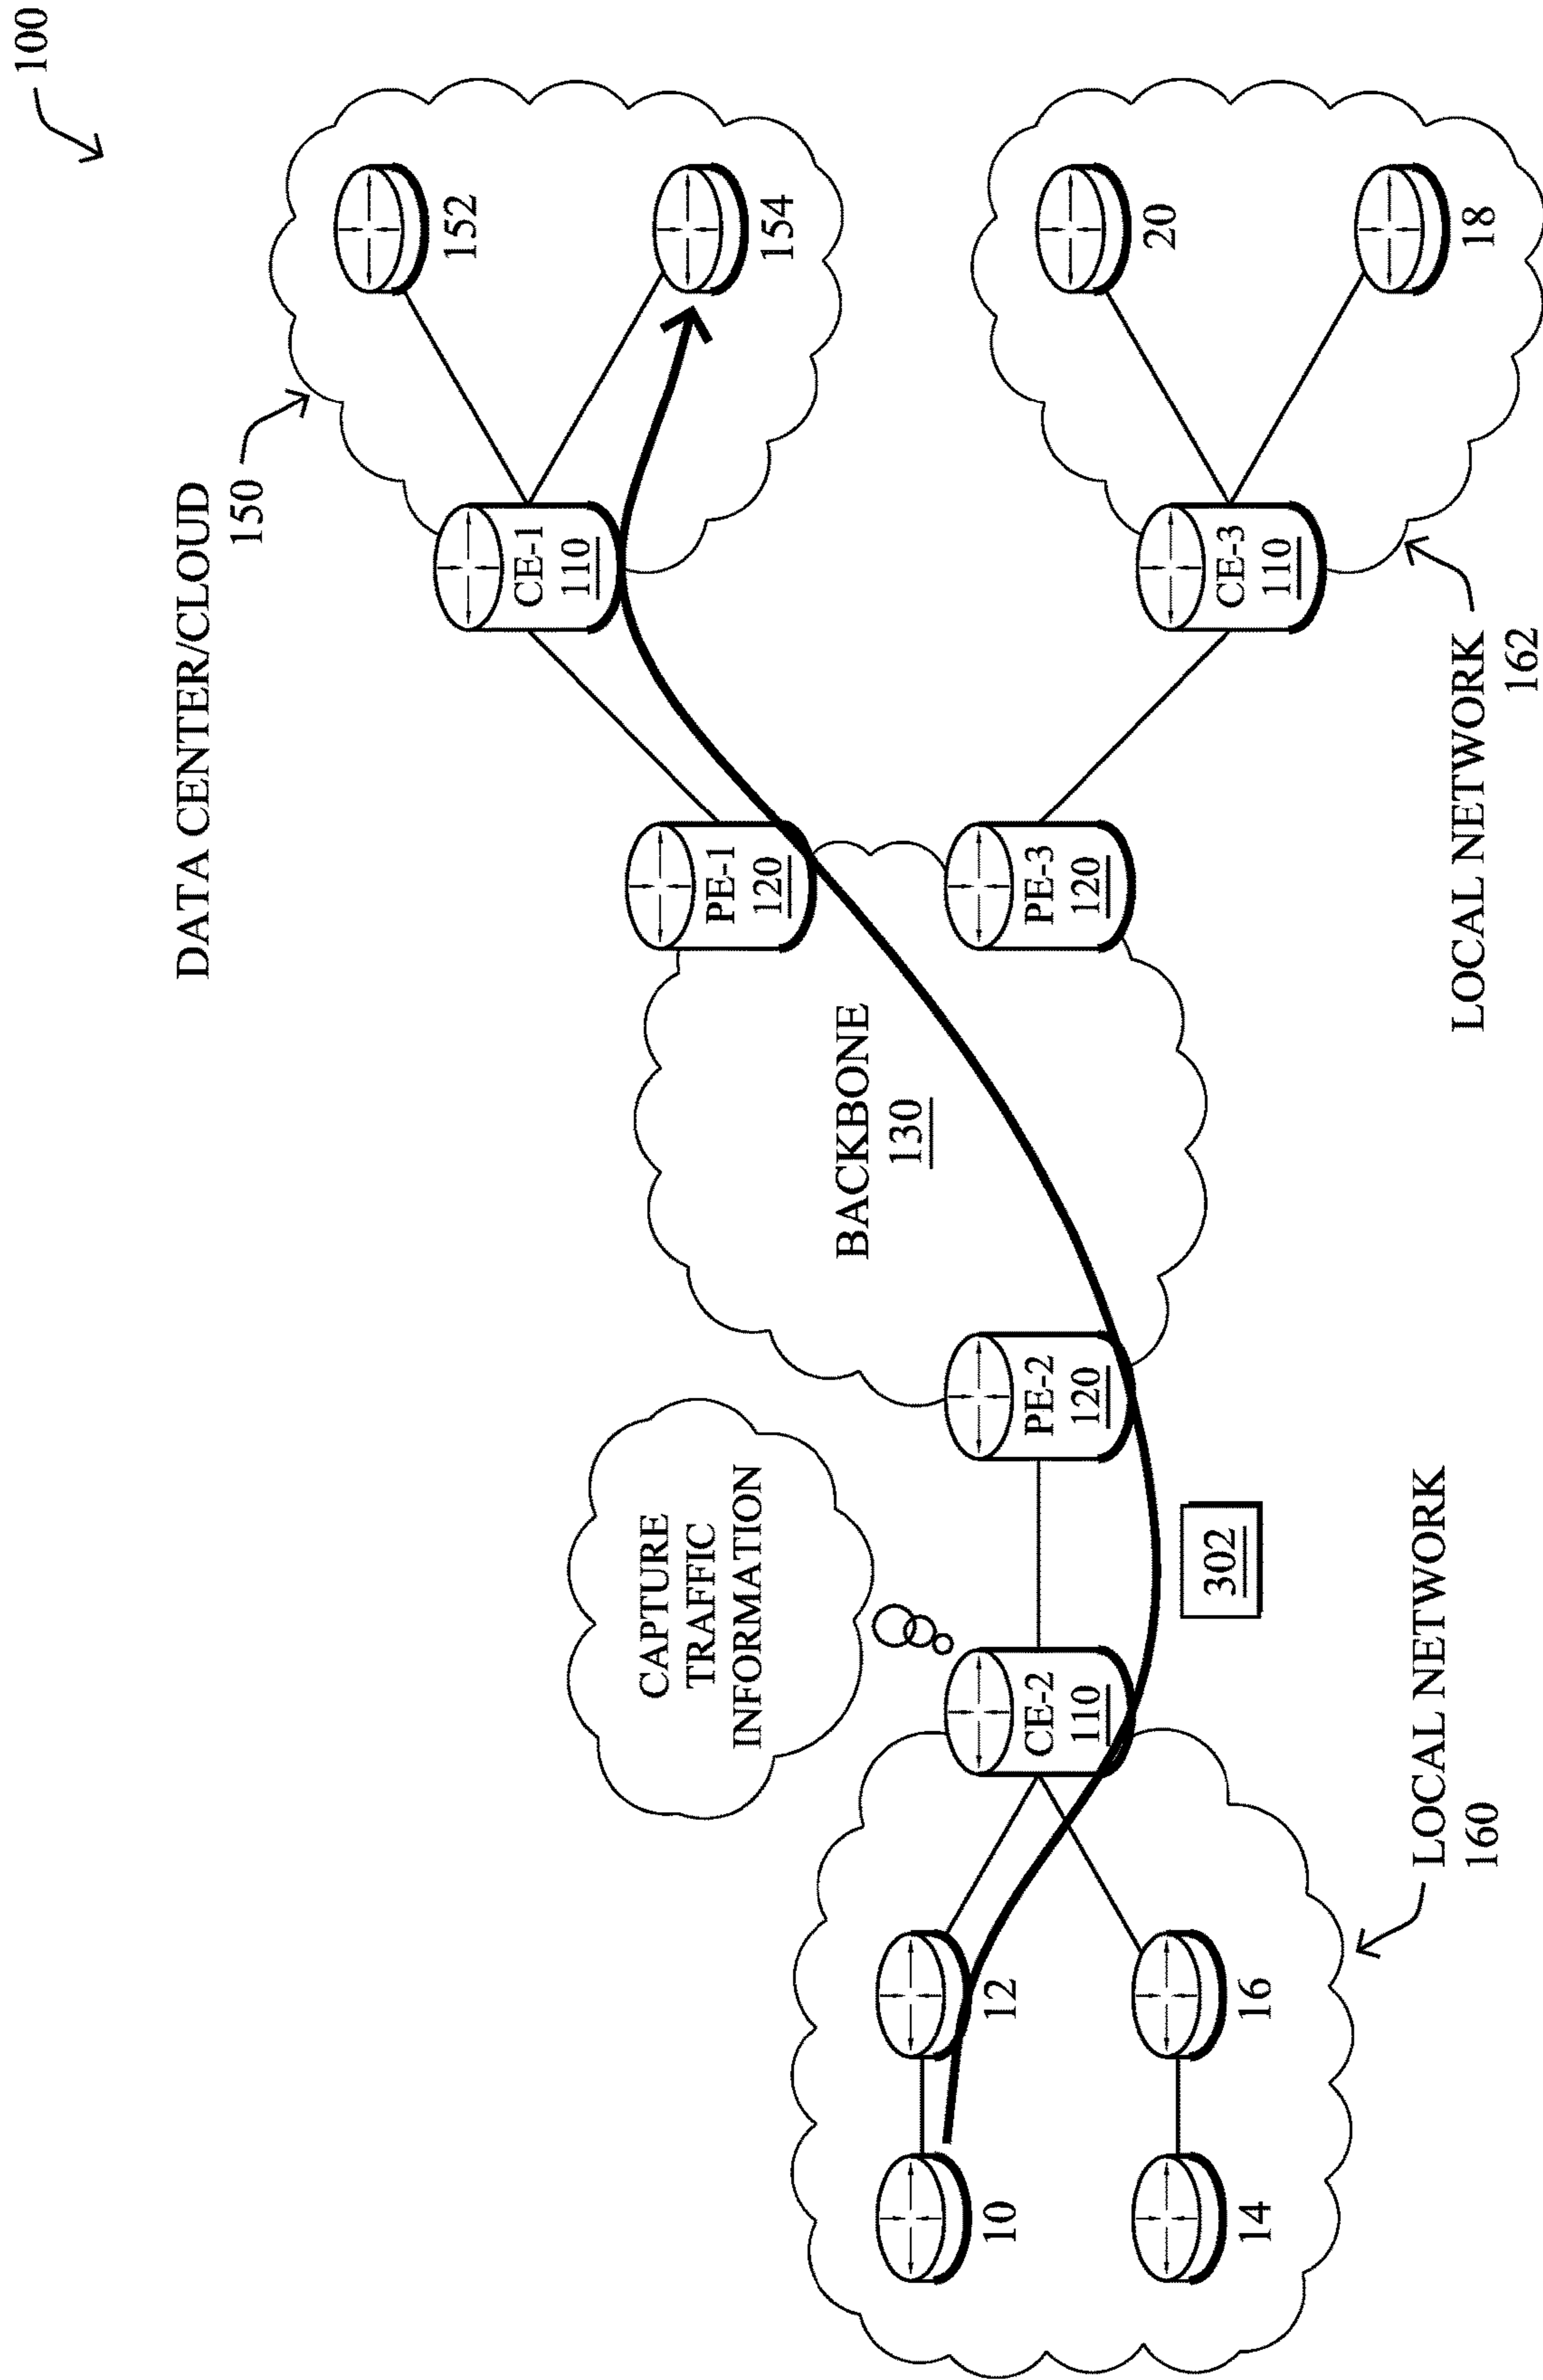 100
DATA CENTER/CLOUD
150
152
154
CE-1
110
PE-1
120
BACKBONE
130
PE-3
120
CE-3
110
20
18
LOCAL NETWORK
162
CAPTURE
TRAFFIC
INFORMATION
PE-2
120
302
CE-2
110
12
10
16
14
LOCAL NETWORK
160